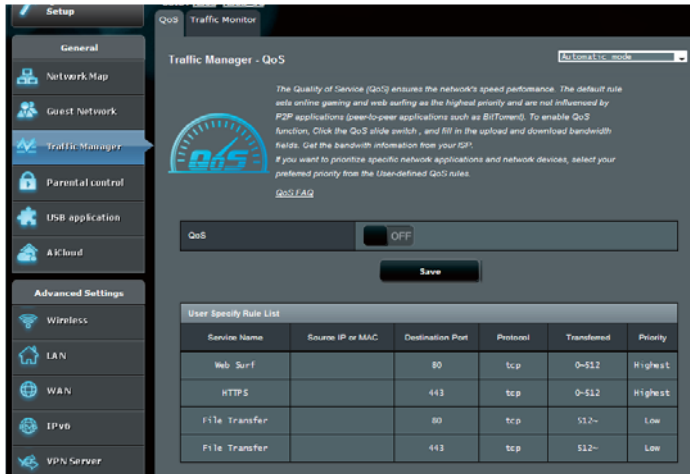 Setup
QoS Traffic Monitor
General
Network Map
Guest Network
Traffic Manager
Parental control
USB application
AiCloud
Advanced Settings
Wireless
LAN
WAN
IPv6
VPN Server
Traffic Manager - QoS
Automatic mode
The Quality of Service (QoS) ensures the network's speed performance. The default rule
sets online gaming and web surfing as the highest priority and are not influenced by
P2P applications (peer-to-peer applications such as BitTorrent). To enable QoS
function, Click the QoS slide switch , and fill in the upload and download bandwidth
fields. Get the bandwith information from your ISP.
If you want to prioritize specific network applications and network devices, select your
preferred priority from the User-defined QoS rules.
QoS
QoS FAQ
QoS OFF
Save
User Specify Rule List
Service Name Source IP or MAC Destination Port Protocol Transferred Priority
Web Surf 80 tcp 0~512 Highest
HTTPS 443 tcp 0~512 Highest
File Transfer 80 tcp 512~ Low
File Transfer 443 tcp 512~ Low